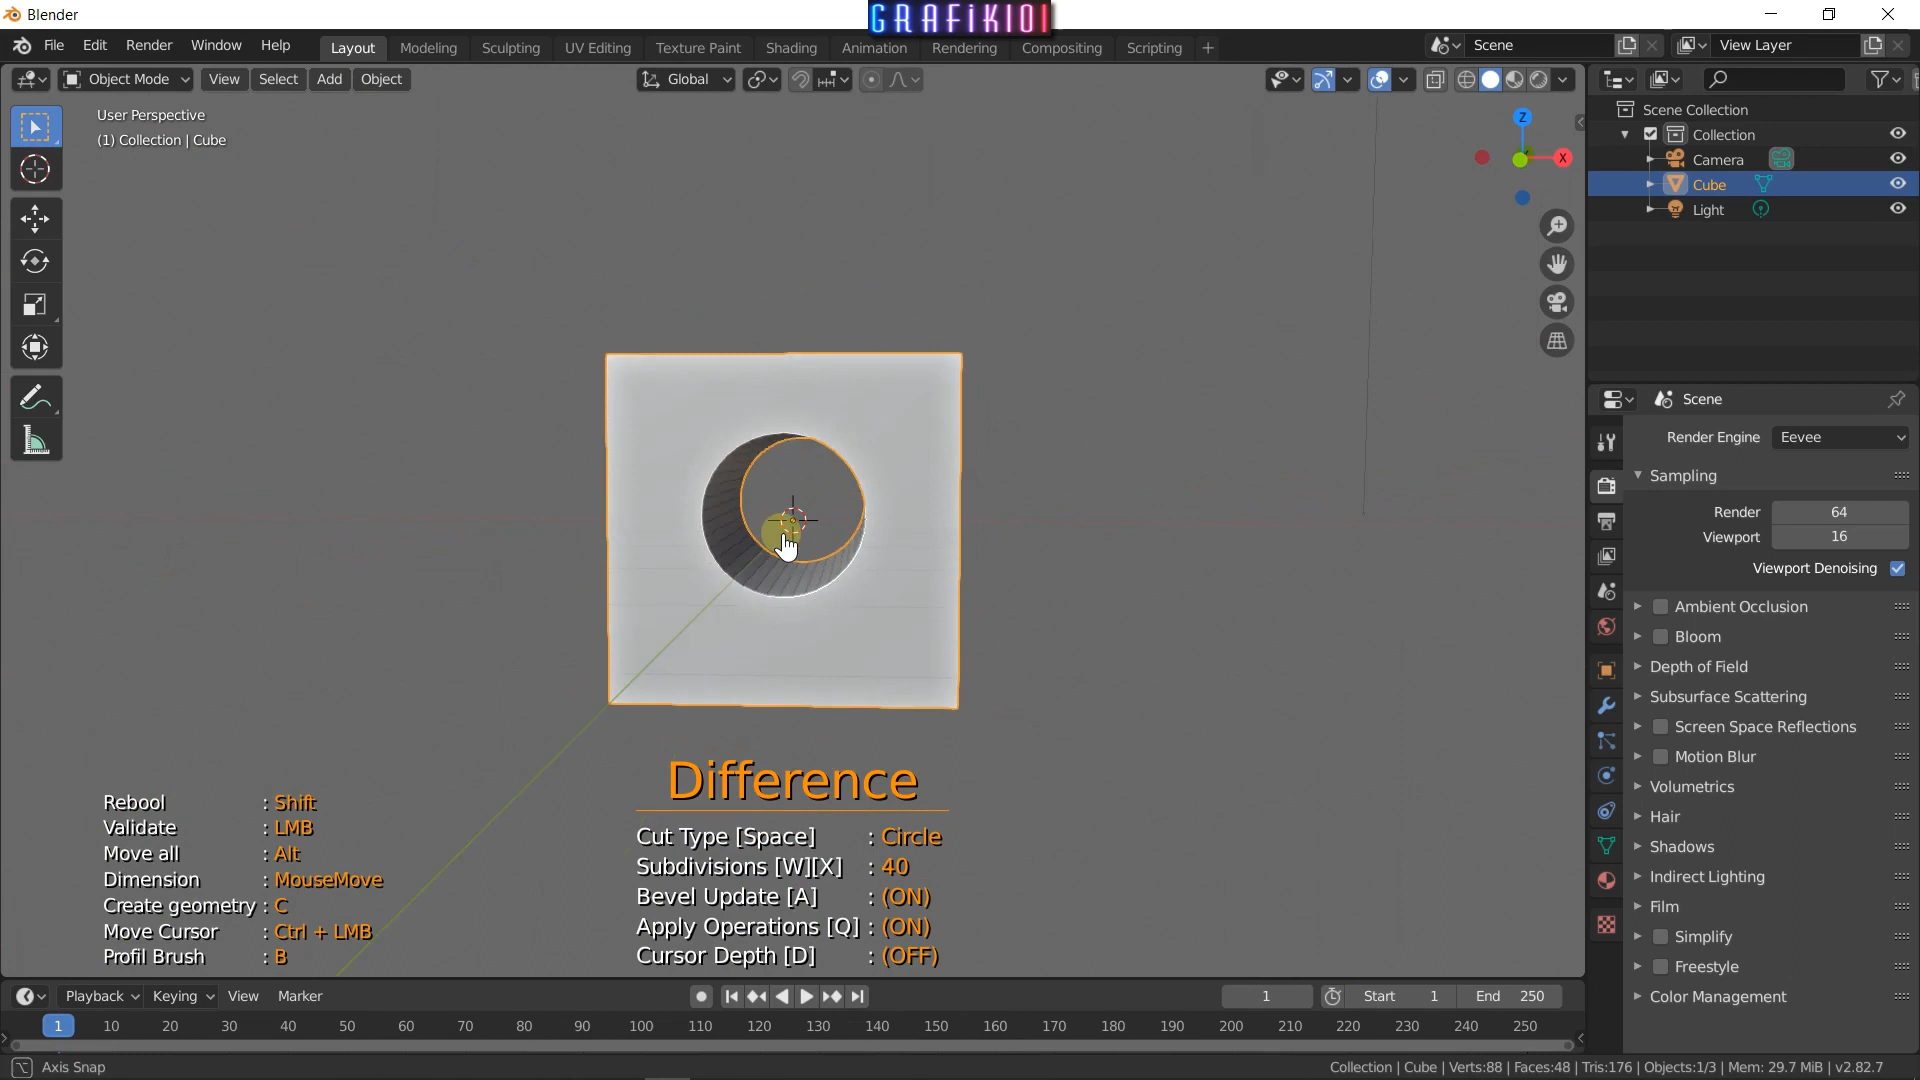 Blender
GRAFiK101
File Edit Render Window Help
Layout Modeling Sculpting UV Editing Texture Paint Shading Animation Rendering Compositing Scripting +
Scene
View Layer
Object Mode View Select Add Object
Global
User Perspective
(1) Collection | Cube
Z
X
Scene Collection
Collection
Camera
Cube
Light
Scene
Render Engine Eevee
Sampling
Render 64
Viewport 16
Viewport Denoising
Ambient Occlusion
Bloom
Depth of Field
Subsurface Scattering
Screen Space Reflections
Motion Blur
Volumetrics
Hair
Shadows
Indirect Lighting
Film
Simplify
Freestyle
Color Management
Difference
Cut Type [Space] : Circle
Subdivisions [W][X] : 40
Bevel Update [A] : (ON)
Apply Operations [Q] : (ON)
Cursor Depth [D] : (OFF)
Rebool : Shift
Validate : LMB
Move all : Alt
Dimension : MouseMove
Create geometry : C
Move Cursor : Ctrl + LMB
Profil Brush : B
Playback Keying View Marker
1 Start 1 End 250
1 10 20 30 40 50 60 70 80 90 100 110 120 130 140 150 160 170 180 190 200 210 220 230 240 250
Axis Snap
Collection | Cube | Verts:88 | Faces:48 | Tris:176 | Objects:1/3 | Mem: 29.7 MiB | v2.82.7